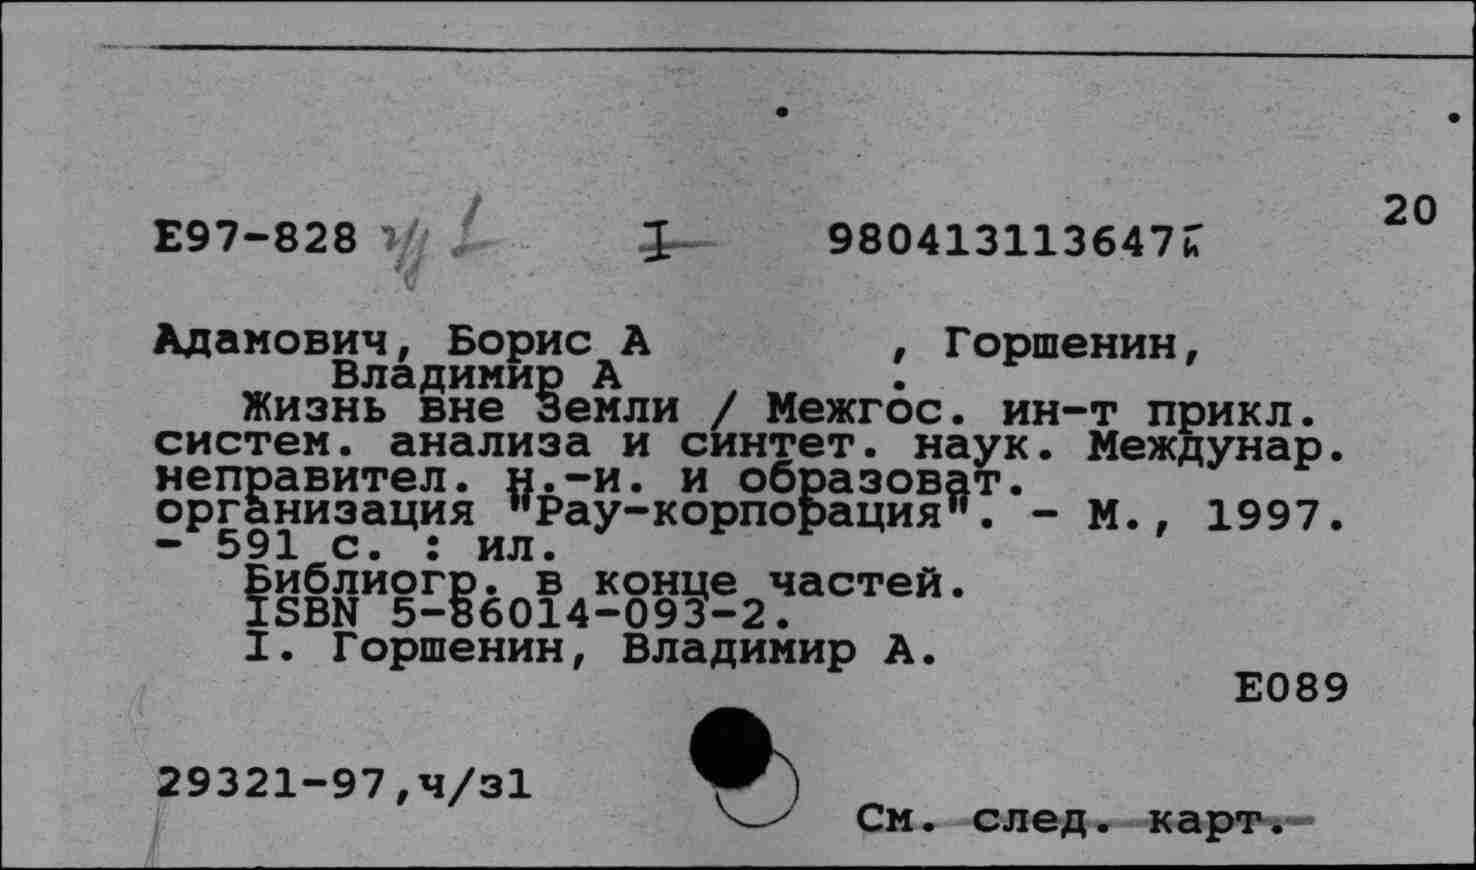 20
E97-828 I 9804131136477
Адамович, Борис А , Горшенин,
Владимир А .
Жизнь вне Земли / Межгос. ин-т прикл.
систем. анализа и синтет. наук. Междунар.
неправител. н.-и. и образоват.
организация "Рау-корпорация". - М., 1997.
- 591 с. : ил.
Библиогр. в конце частей.
ISBN 5-86014-093-2.
I. Горшенин, Владимир А.
E089
29321-97,ч/з1
См. след. карт.